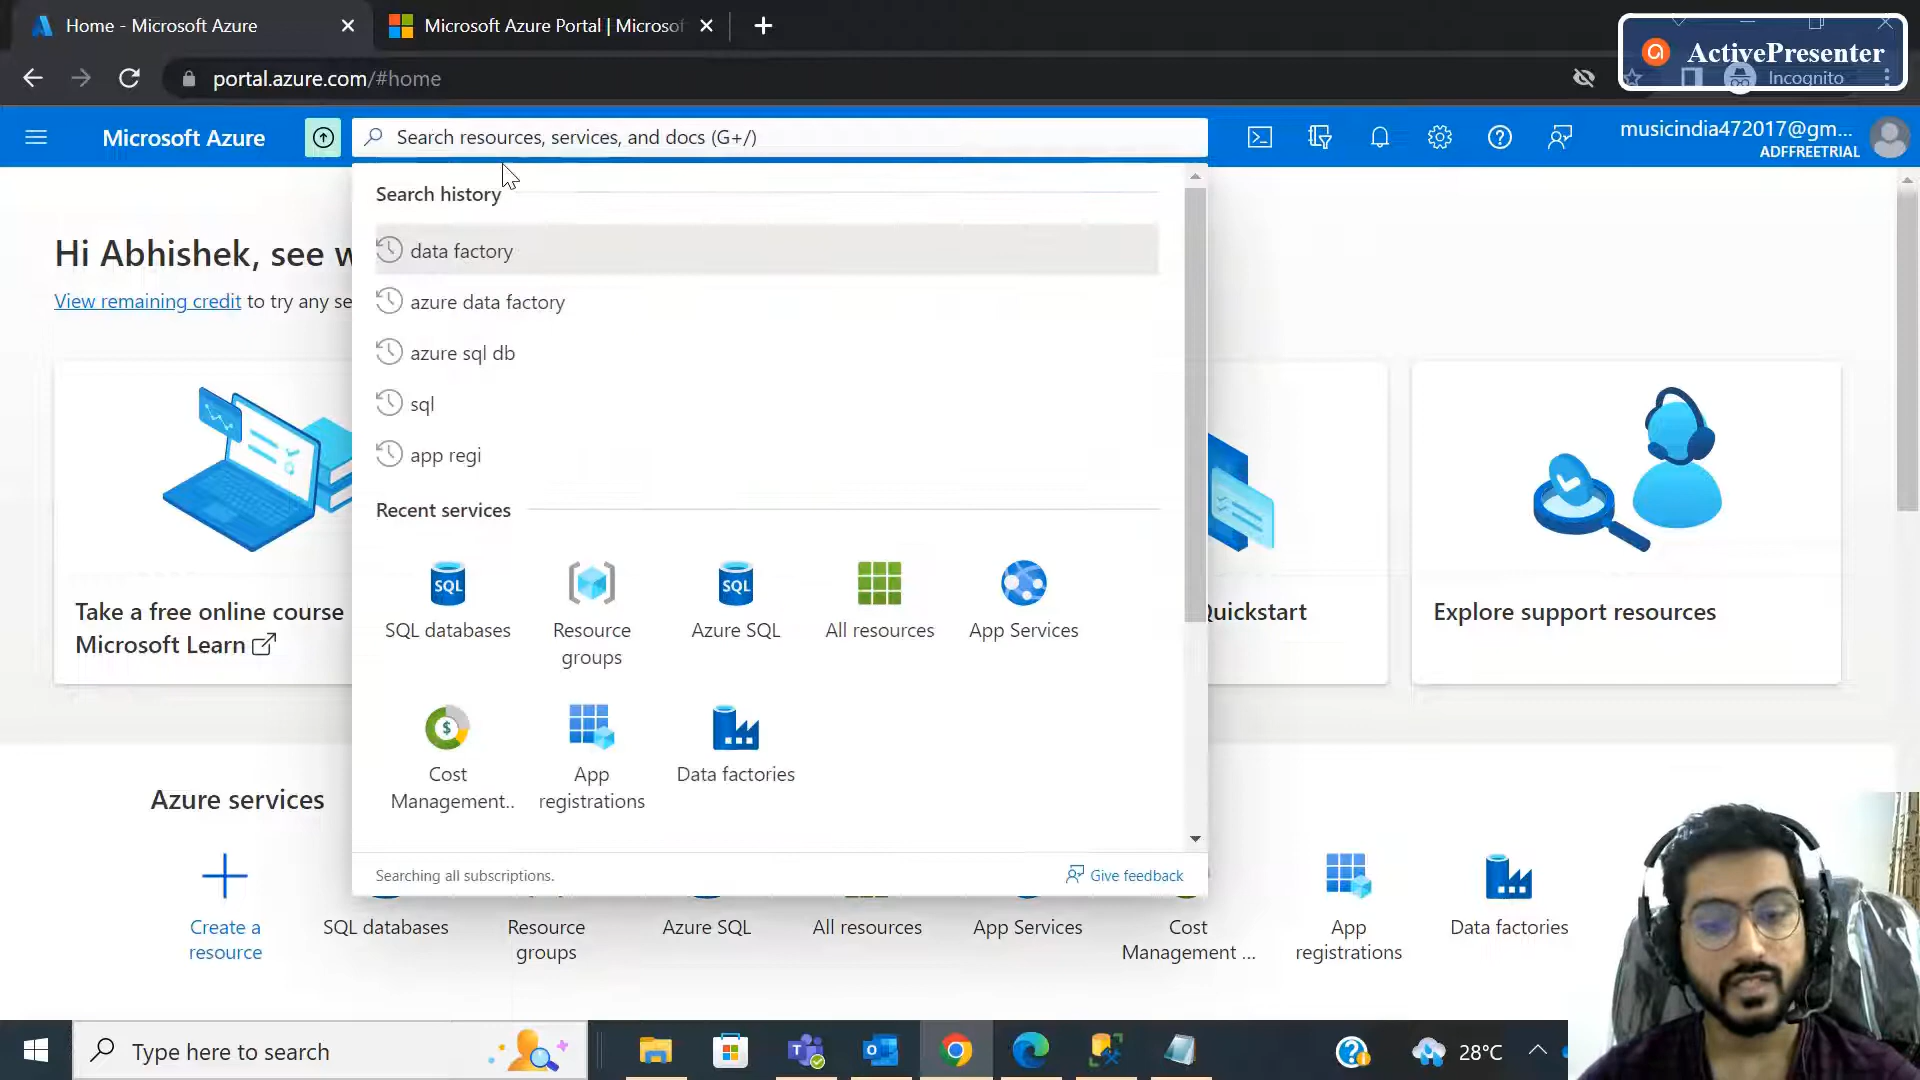 Home - Microsoft Azure
Microsoft Azure Portal | Microsof
ActivePresenter
portal.azure.com/#home
Incognito
Microsoft Azure
Search resources, services, and docs (G+/)
musicindia472017@gm...
ADFFREETRIAL
Search history
Hi Abhishek, see w
data factory
View remaining credit to try any se
azure data factory
azure sql db
sql
app regi
Recent services
SQL
SQL
SQL databases
Resource groups
Azure SQL
All resources
App Services
Take a free online course
Microsoft Learn
Quickstart
Explore support resources
Cost Management..
App registrations
Data factories
Azure services
Searching all subscriptions.
Give feedback
Create a resource
SQL databases
Resource groups
Azure SQL
All resources
App Services
Cost Management ...
App registrations
Data factories
Type here to search
28°C